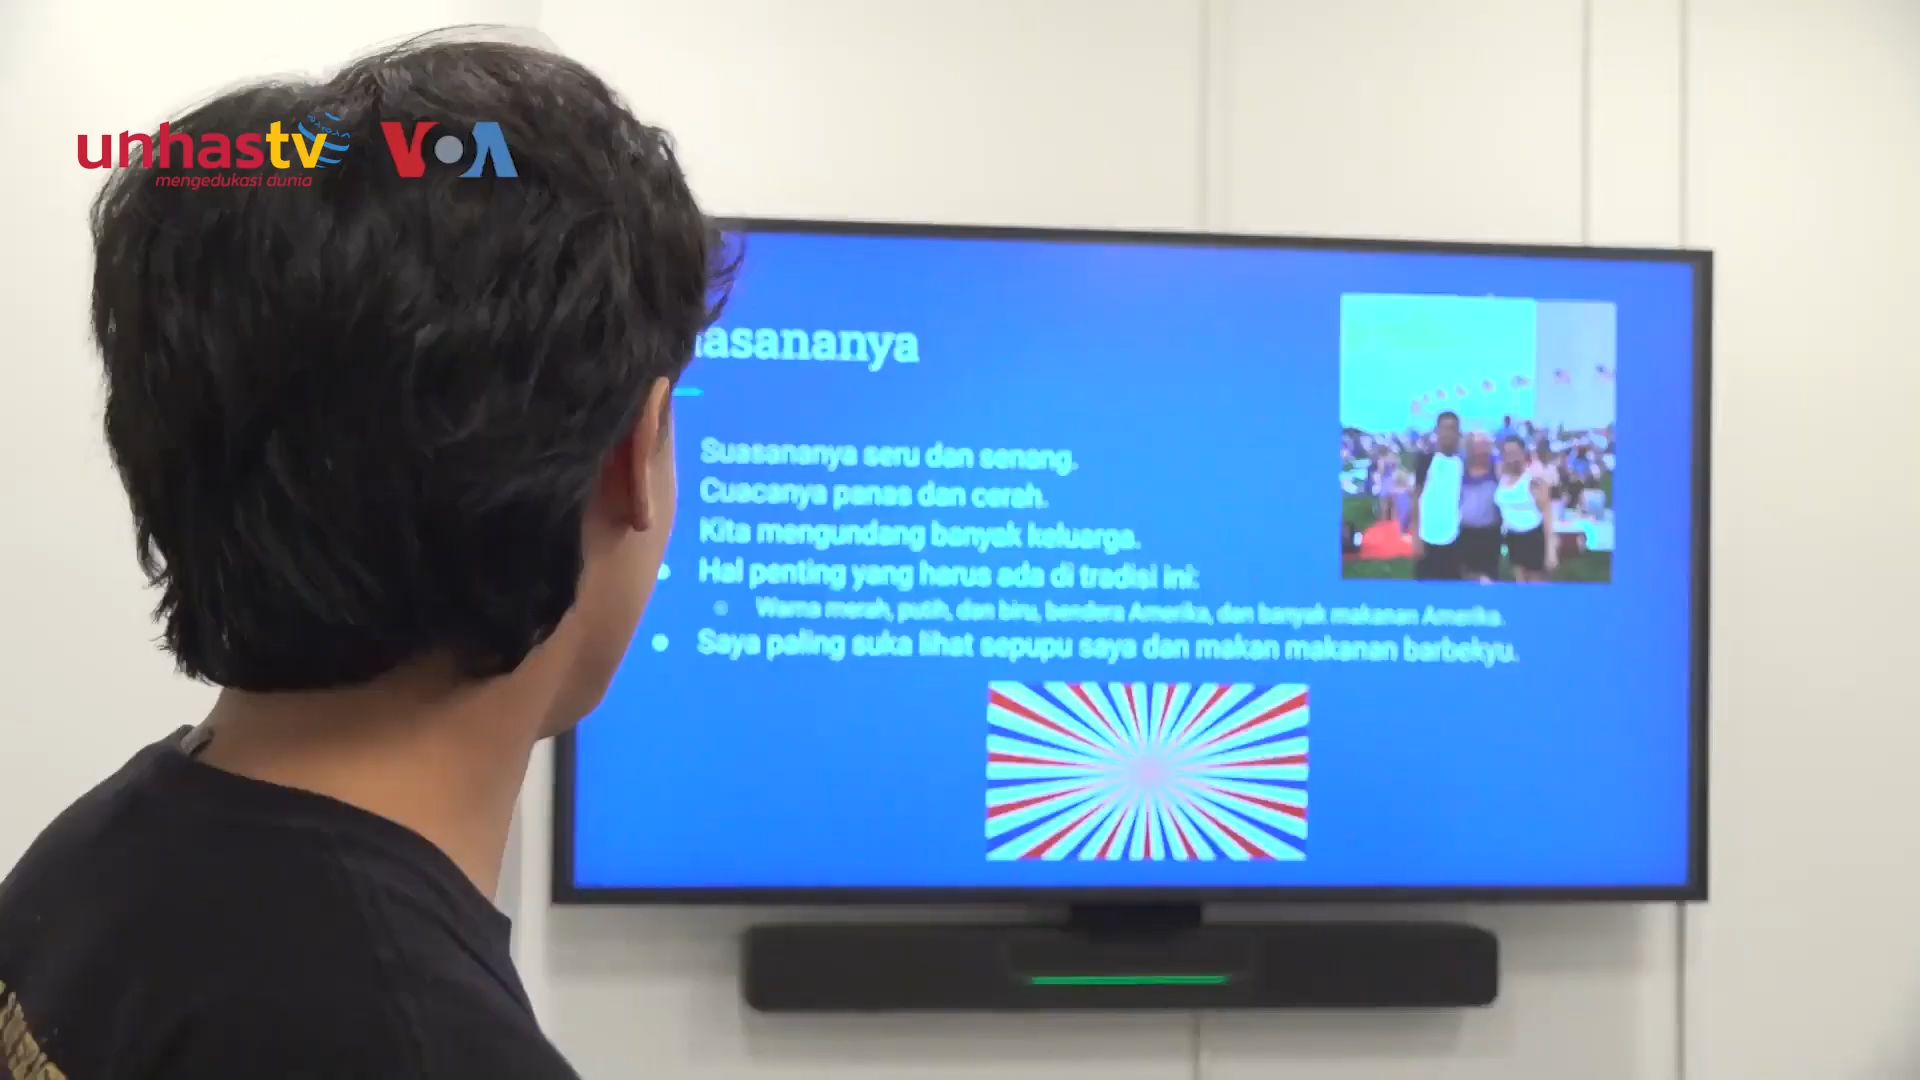 unhastv
mengedukasi dunia
VOA
asananya
Suasananya seru dan senang.
Cuacanya panas dan cerah.
Kita mengundang banyak keluarga.
Hal penting yang harus ada di tradisi ini:
Warna merah, putih, dan biru, bendera Amerika, dan banyak makanan Amerika.
Saya paling suka lihat sepupu saya dan makan makanan barbekyu.